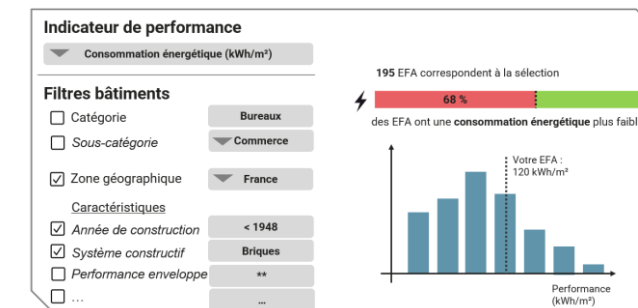 Indicateur de performance
Consommation énergétique (kWh/m²)
Filtres bâtiments
Catégorie
Bureaux
Sous-catégorie
Commerce
Zone géographique
France
Caractéristiques
Année de construction
< 1948
Système constructif
Briques
Performance enveloppe
**
...
...
195 EFA correspondent à la sélection
68 %
des EFA ont une consommation énergétique plus faibl
Votre EFA :
120 kWh/m²
Performance
(kWh/m²)